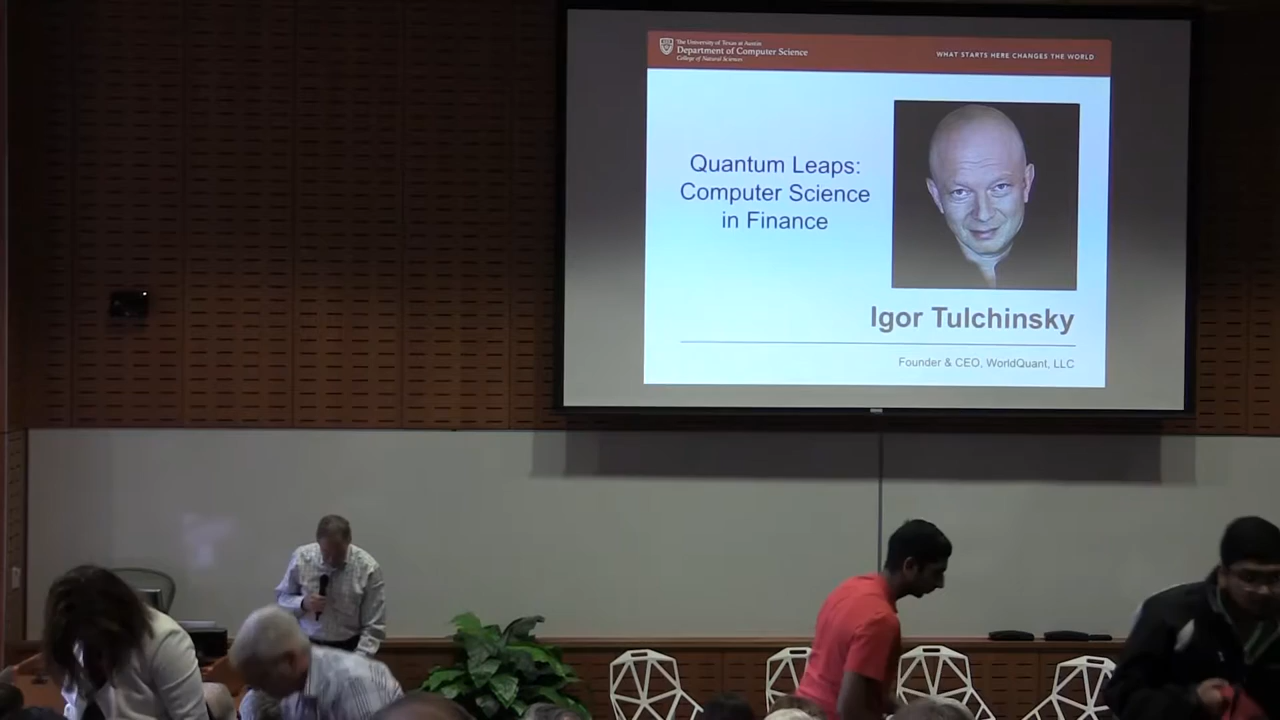 The University of Texas at Austin
Department of Computer Science
College of Natural Sciences
WHAT STARTS HERE CHANGES THE WORLD
Quantum Leaps:
Computer Science
in Finance
Igor Tulchinsky
Founder & CEO, WorldQuant, LLC